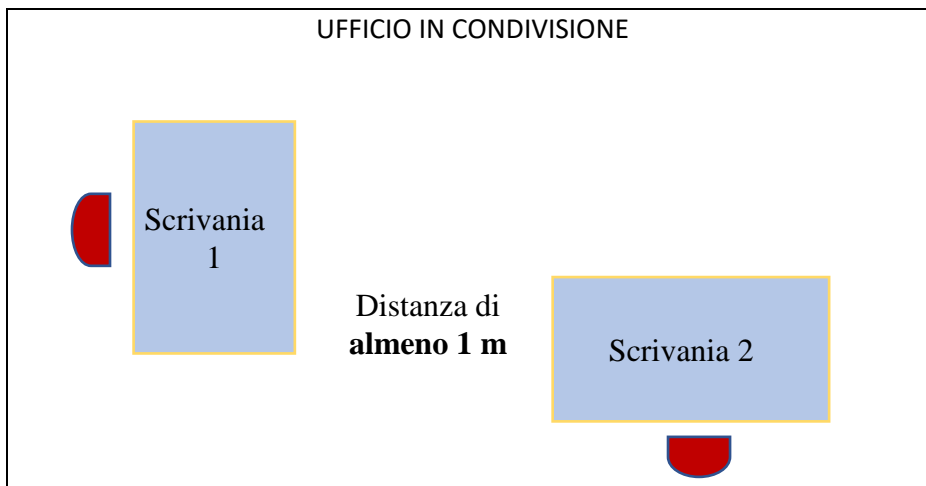 UFFICIO IN CONDIVISIONE
Scrivania
1
Distanza di
almeno 1 m
Scrivania 2